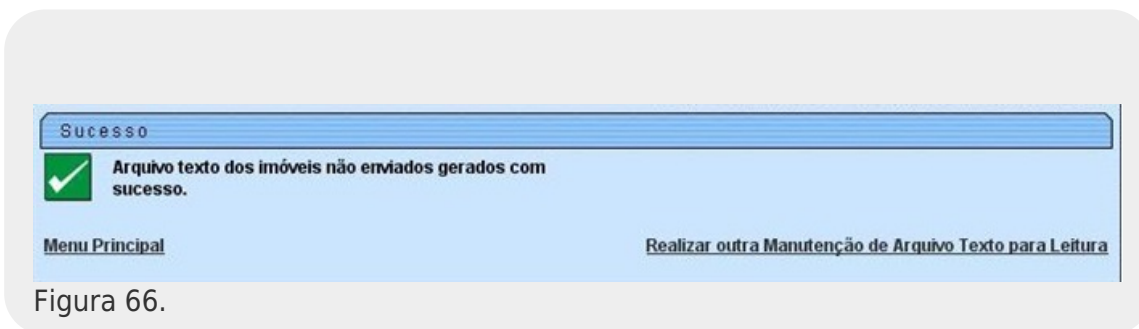 Sucesso
Arquivo texto dos imóveis não enviados gerados com
sucesso.
Menu Principal
Realizar outra Manutenção de Arquivo Texto para Leitura
Figura 66.